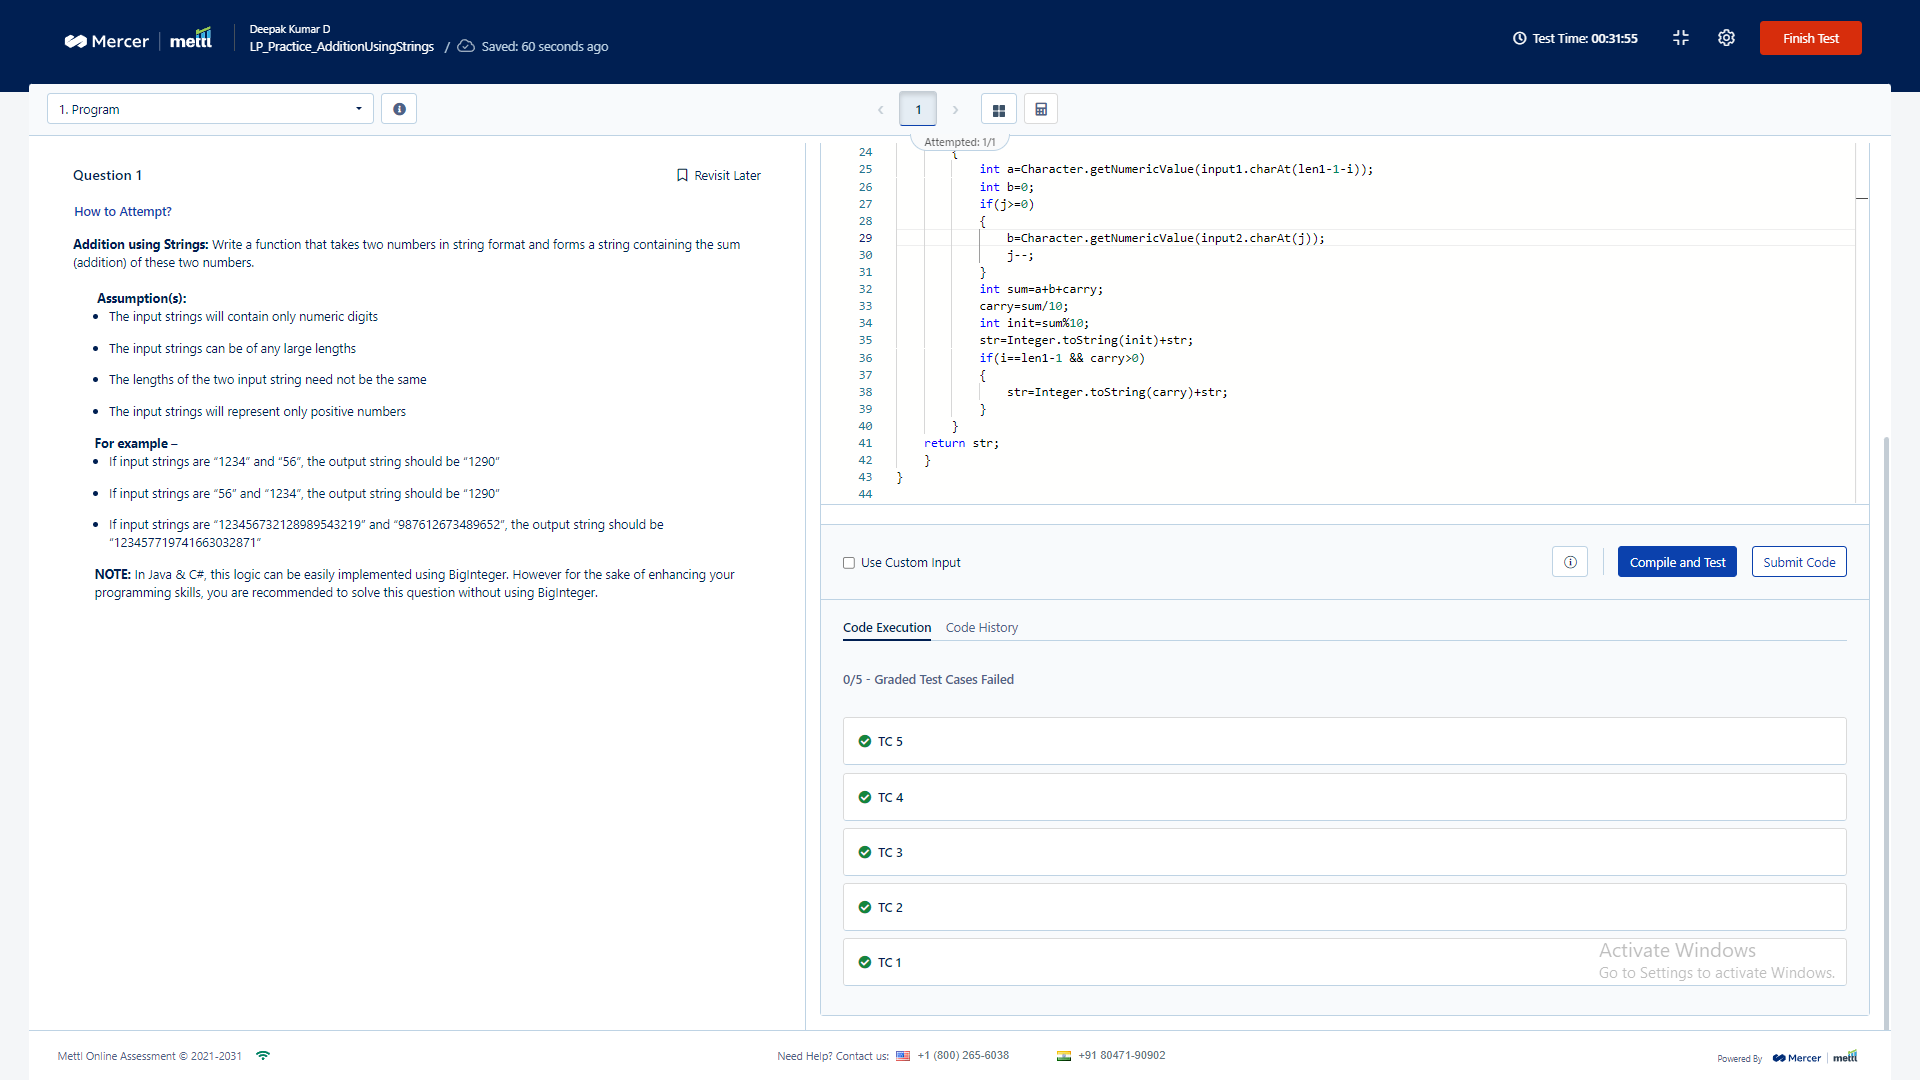 Mercer | mettl
Deepak Kumar D
LP_Practice_AdditionUsingStrings / Saved: 60 seconds ago
Test Time: 00:31:55
Finish Test
1. Program
1
Attempted: 1/1
Question 1
Revisit Later
How to Attempt?
Addition using Strings: Write a function that takes two numbers in string format and forms a string containing the sum
(addition) of these two numbers.
Assumption(s):
• The input strings will contain only numeric digits
• The input strings can be of any large lengths
• The lengths of the two input string need not be the same
• The input strings will represent only positive numbers
For example –
• If input strings are “1234” and “56”, the output string should be “1290”
• If input strings are “56” and “1234”, the output string should be “1290”
• If input strings are “123456732128989543219” and “987612673489652”, the output string should be
“123457719741663032871”
NOTE: In Java & C#, this logic can be easily implemented using BigInteger. However for the sake of enhancing your
programming skills, you are recommended to solve this question without using BigInteger.
24 {
25 int a=Character.getNumericValue(input1.charAt(len1-1-i));
26 int b=0;
27 if(j>=0)
28 {
29 b=Character.getNumericValue(input2.charAt(j));
30 j--;
31 }
32 int sum=a+b+carry;
33 carry=sum/10;
34 int init=sum%10;
35 str=Integer.toString(init)+str;
36 if(i==len1-1 && carry>0)
37 {
38 str=Integer.toString(carry)+str;
39 }
40 }
41 return str;
42 }
43 }
44
Use Custom Input
Compile and Test
Submit Code
Code Execution
Code History
0/5 - Graded Test Cases Failed
TC 5
TC 4
TC 3
TC 2
TC 1
Activate Windows
Go to Settings to activate Windows.
Mettl Online Assessment © 2021-2031
Need Help? Contact us: +1 (800) 265-6038 +91 80471-90902
Powered By Mercer | mettl